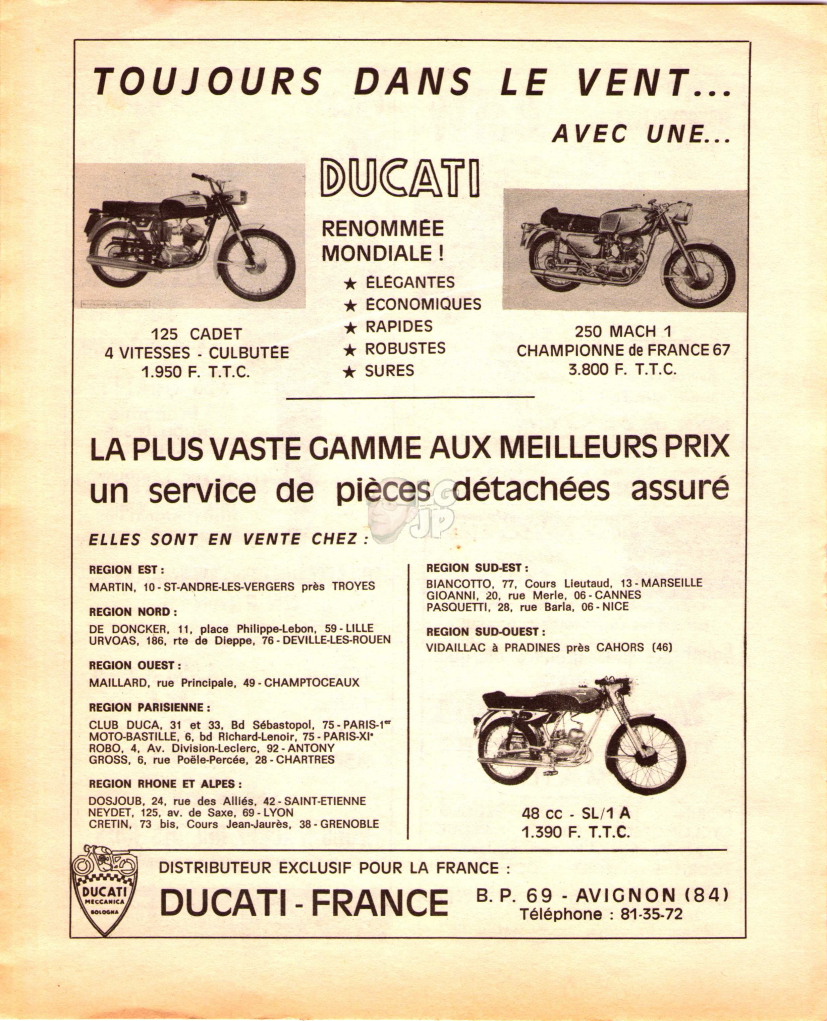 TOUJOURS DANS LE VENT...
AVEC UNE...
DUCATI
RENOMMÉE
MONDIALE !
★ ÉLÉGANTES
★ ÉCONOMIQUES
★ RAPIDES
★ ROBUSTES
★ SURES
125 CADET
4 VITESSES - CULBUTÉE
1.950 F. T.T.C.
250 MACH 1
CHAMPIONNE de FRANCE 67
3.800 F. T.T.C.
LA PLUS VASTE GAMME AUX MEILLEURS PRIX
un service de pièces détachées assuré
ELLES SONT EN VENTE CHEZ :
REGION EST :
MARTIN, 10 - ST-ANDRE-LES-VERGERS près TROYES
REGION NORD :
DE DONCKER, 11, place Philippe-Lebon, 59 - LILLE
URVOAS, 186, rte de Dieppe, 76 - DEVILLE-LES-ROUEN
REGION OUEST :
MAILLARD, rue Principale, 49 - CHAMPTOCEAUX
REGION PARISIENNE :
CLUB DUCA, 31 et 33, Bd Sébastopol, 75 - PARIS-1er
MOTO-BASTILLE, 6, bd Richard-Lenoir, 75 - PARIS-XIe
ROBO, 4, Av. Division-Leclerc, 92 - ANTONY
GROSS, 6, rue Poële-Percée, 28 - CHARTRES
REGION RHONE ET ALPES :
DOSJOUB, 24, rue des Alliés, 42 - SAINT-ETIENNE
NEYDET, 125, av. de Saxe, 69 - LYON
CRETIN, 73 bis, Cours Jean-Jaurès, 38 - GRENOBLE
REGION SUD-EST :
BIANCOTTO, 77, Cours Lieutaud, 13 - MARSEILLE
GIOANNI, 20, rue Merle, 06 - CANNES
PASQUETTI, 28, rue Barla, 06 - NICE
REGION SUD-OUEST :
VIDAILLAC à PRADINES près CAHORS (46)
48 cc - SL/1 A
1.390 F. T.T.C.
DUCATI
MECCANICA
BOLOGNA
DISTRIBUTEUR EXCLUSIF POUR LA FRANCE :
DUCATI - FRANCE
B. P. 69 - AVIGNON (84)
Téléphone : 81-35-72